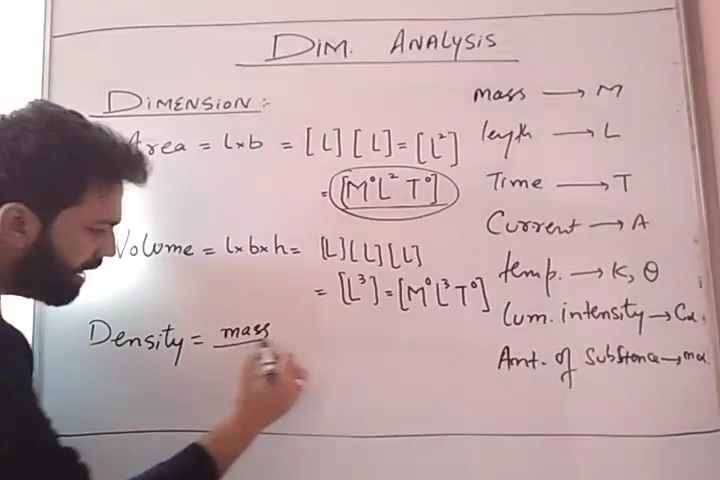 DIM. ANALYSIS
DIMENSION :-
Area = l×b = [L] [L] = [L²]
= [M⁰L²T⁰]
Volume = l×b×h = [L][L][L]
= [L³] = [M⁰L³T⁰]
Density = mass
mass → M
length → L
Time → T
Current → A
temp. → K, θ
Lum. intensity → Cd.
Amt. of Substance → mol.